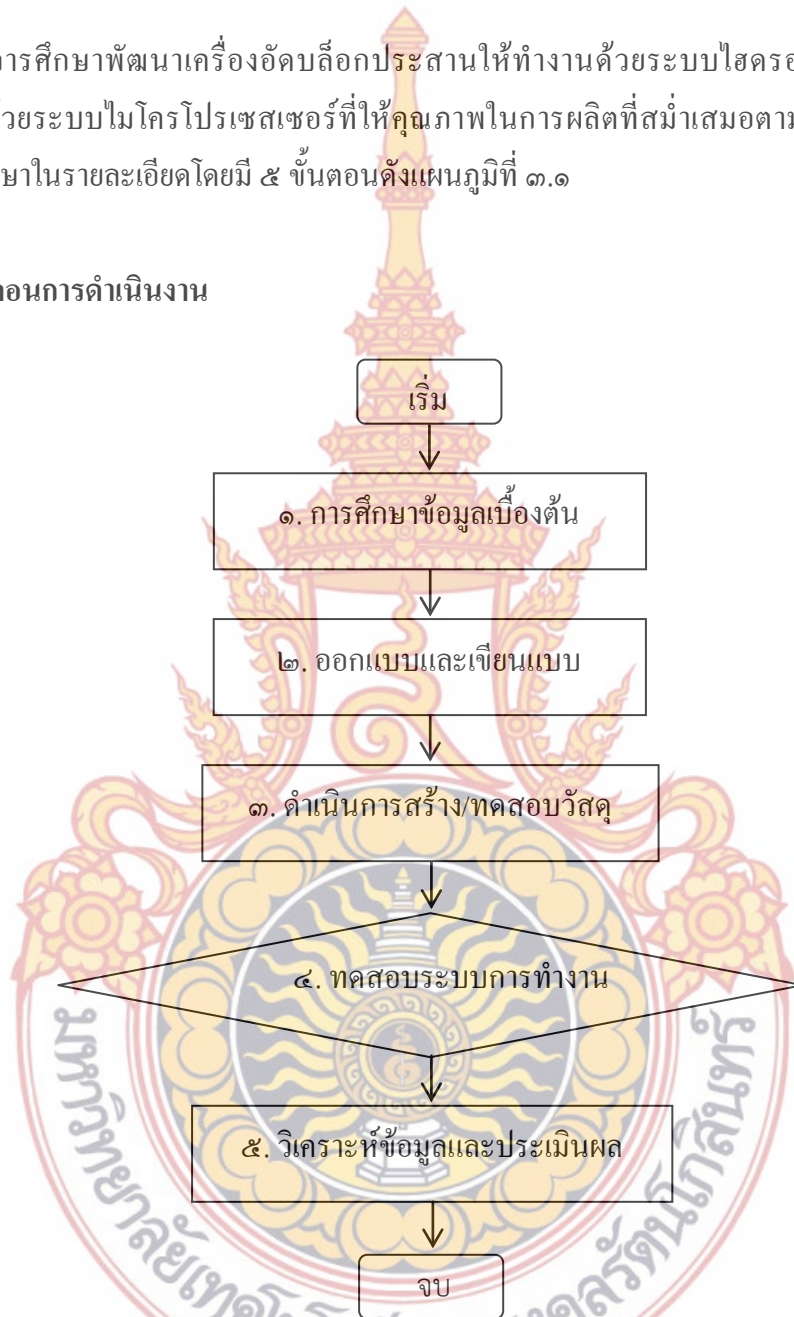 การศึกษาพัฒนาเครื่องอัดบล็อกประสานให้ทำงานด้วยระบบไฮดรอ
วยระบบไมโครโปรเซสเซอร์ที่ให้คุณภาพในการผลิตที่สม่ำเสมอตาม
ษาในรายละเอียดโดยมี ๕ ขั้นตอนดังแผนภูมิที่ ๓.๑
ตอนการดำเนินงาน
เริ่ม
๑. การศึกษาข้อมูลเบื้องต้น
๒. ออกแบบและเขียนแบบ
๓. ดำเนินการสร้าง/ทดสอบวัสดุ
๔. ทดสอบระบบการทำงาน
๕. วิเคราะห์ข้อมูลและประเมินผล
จบ